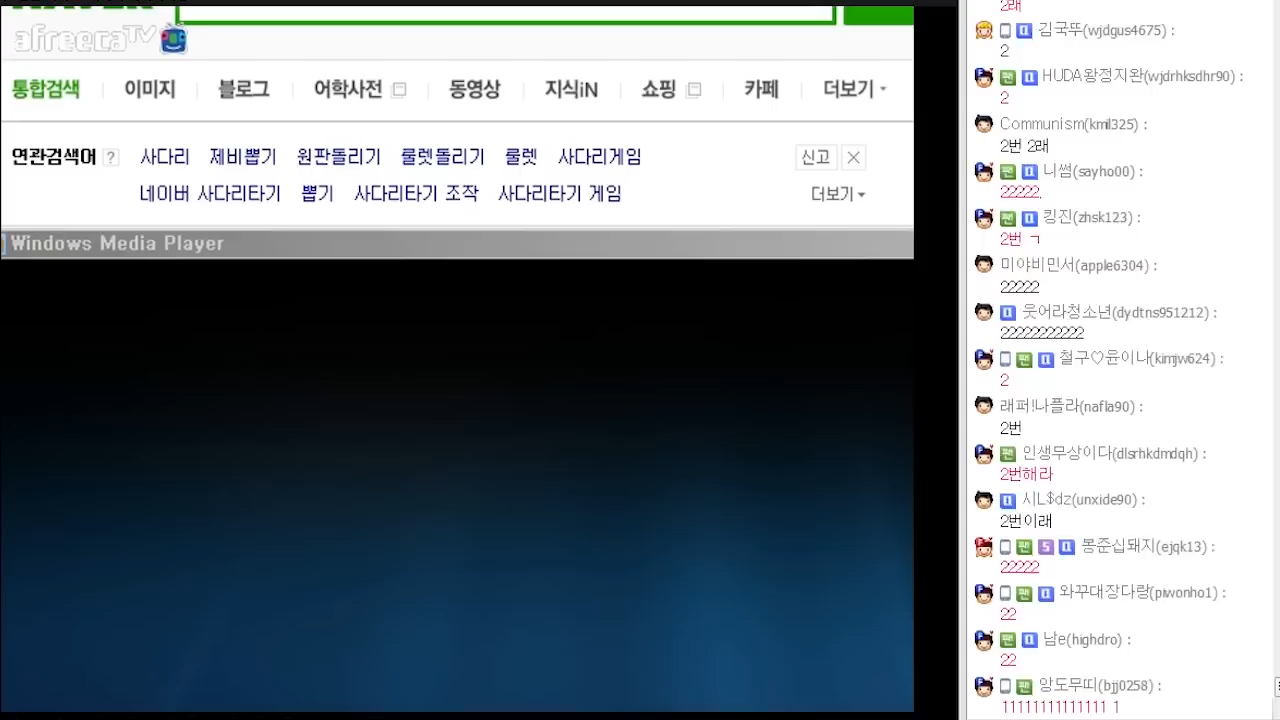 afreecaTV
통합검색 이미지 블로그 어학사전 동영상 지식iN 쇼핑 카페 더보기
연관검색어 ? 사다리 제비뽑기 원판돌리기 룰렛돌리기 룰렛 사다리게임 신고
네이버 사다리타기 뽑기 사다리타기 조작 사다리타기 게임 더보기
Windows Media Player
2래
김국뚜(wjdgus4675) :
2
HUDA왕정지완(wjdrhksdhr90) :
2
Communism(kmil325) :
2번 2래
니썸(sayho00) :
22222,
킹진(zhsk123) :
2번 ㄱ
미야비민서(apple6304) :
22222
웃어라청소년(dydtns951212) :
22222222222
철구♡윤이나(kimjw624) :
2
래퍼!나플라(nafla90) :
2번
인생무상이다(dlsrhkdmdqh) :
2번해라
시L$dz(unxide90) :
2번이래
봉준십돼지(ejqk13) :
22222
와꾸대장다랑(piwonho1) :
22
남e(highdro) :
22
앙도무띠(bjj0258) :
1111111111111 1